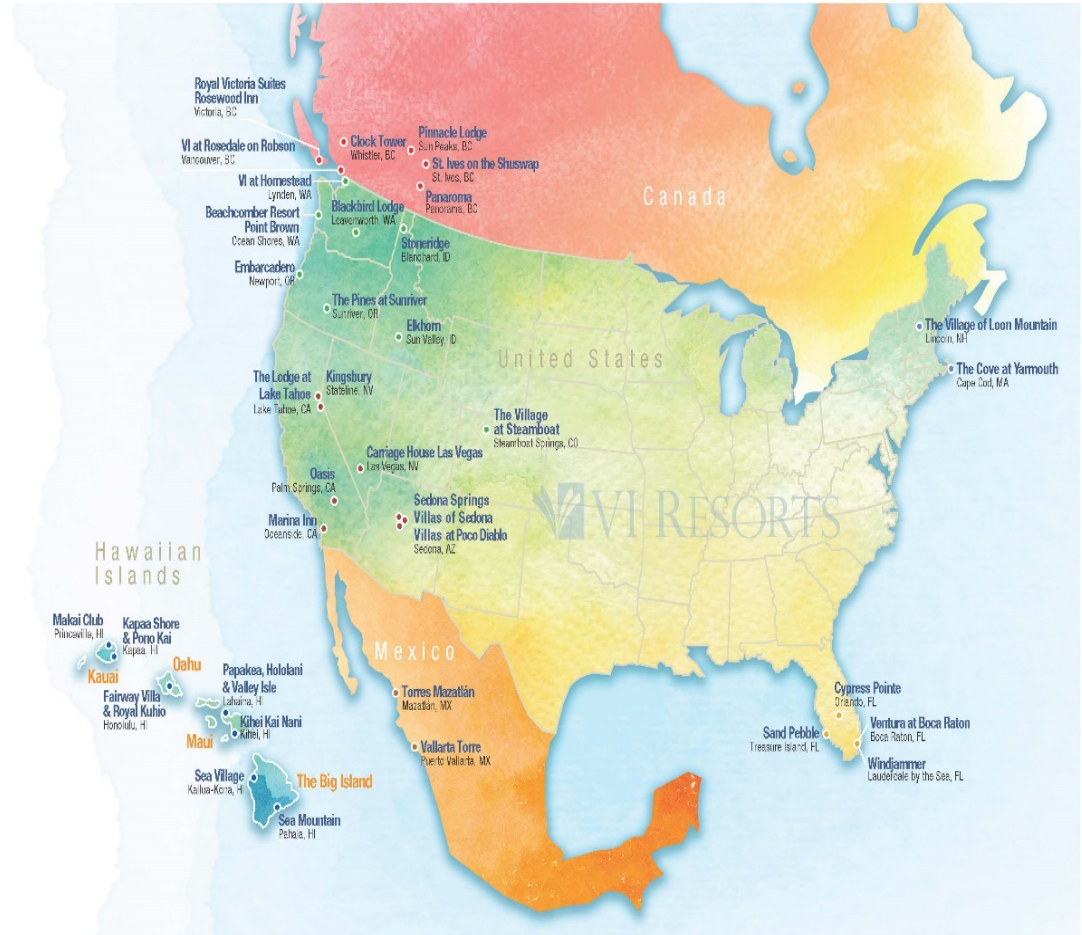 Royal Victoria Suites
Rosewood Inn
Victoria, BC
VI at Rosedale on Robson
Vancouver, BC
Clock Tower
Whistler, BC
Pinnacle Lodge
Sun Peaks, BC
St. Ives on the Shuswap
St. Ives, BC
Panaroma
Panorama, BC
Canada
VI at Homestead
Lynden, WA
Beachcomber Resort
Point Brown
Ocean Shores, WA
Blackbird Lodge
Leavenworth, WA
Stoneridge
Blanchard, ID
Embarcadero
Newport, OR
The Pines at Sunriver
Sunriver, OR
Elkhorn
Sun Valley, ID
United States
The Village of Loon Mountain
Lincoln, NH
The Cove at Yarmouth
Cape Cod, MA
The Lodge at
Lake Tahoe
Lake Tahoe, CA
Kingsbury
Stateline, NV
The Village
at Steamboat
Steamboat Springs, CO
Carriage House Las Vegas
Las Vegas, NV
Oasis
Palm Springs, CA
Marina Inn
Oceanside, CA
Sedona Springs
Villas of Sedona
Villas at Poco Diablo
Sedona, AZ
VI RESORTS
Hawaiian
Islands
Makai Club
Princeville, HI
Kapaa Shore
& Pono Kai
Kapaa, HI
Kauai
Oahu
Fairway Villa
& Royal Kuhio
Honolulu, HI
Papakea, Hololani
& Valley Isle
Lahaina, HI
Kihei Kai Nani
Kihei, HI
Maui
Sea Village
Kailua-Kona, HI
The Big Island
Sea Mountain
Pahala, HI
Mexico
Torres Mazatlán
Mazatlán, MX
Vallarta Torre
Puerto Vallarta, MX
Cypress Pointe
Orlando, FL
Sand Pebble
Treasure Island, FL
Ventura at Boca Raton
Boca Raton, FL
Windjammer
Lauderdale by the Sea, FL